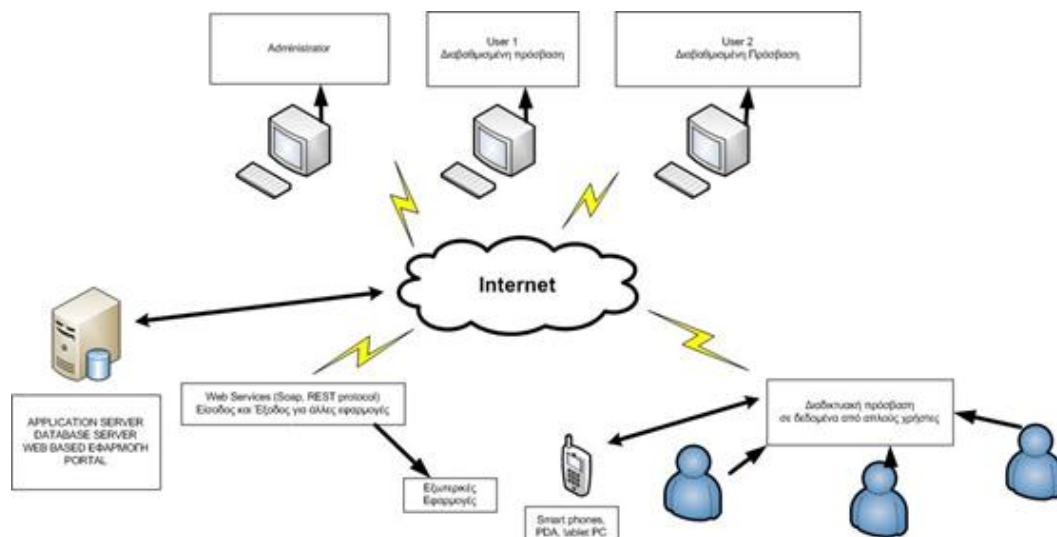 Administrator
User 1
Διαβαθμισμένη πρόσβαση
User 2
Διαβαθμισμένη Πρόσβαση
Internet
Web Services (Soap, REST protocol)
Είσοδος και Έξοδος για άλλες εφαρμογές
APPLICATION SERVER
DATABASE SERVER
WEB BASED ΕΦΑΡΜΟΓΗ
PORTAL
Διαδικτυακή πρόσβαση
σε δεδομένα από απλούς χρήστες
Εξωτερικές
Εφαρμογές
Smart phones,
PDA, tablet PC